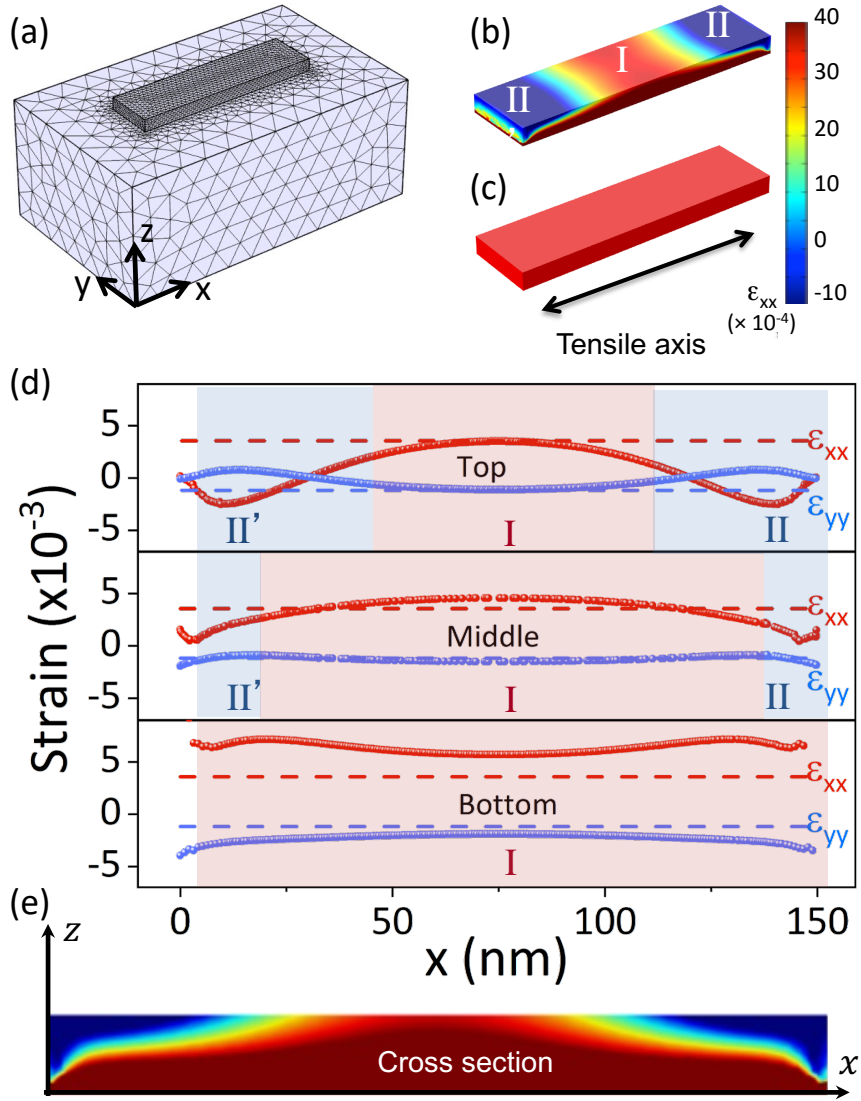 (a)
z
y
x
(b)
II
I
II
(c)
Tensile axis
40
30
20
10
0
-10
εxx
(× 10⁻⁴)
(d)
Strain (x10⁻³)
5
0
-5
Top
εxx
εyy
II’
I
II
5
0
-5
Middle
εxx
εyy
II’
I
II
5
0
-5
Bottom
εxx
εyy
I
0
50
100
150
x (nm)
(e)
z
Cross section
x